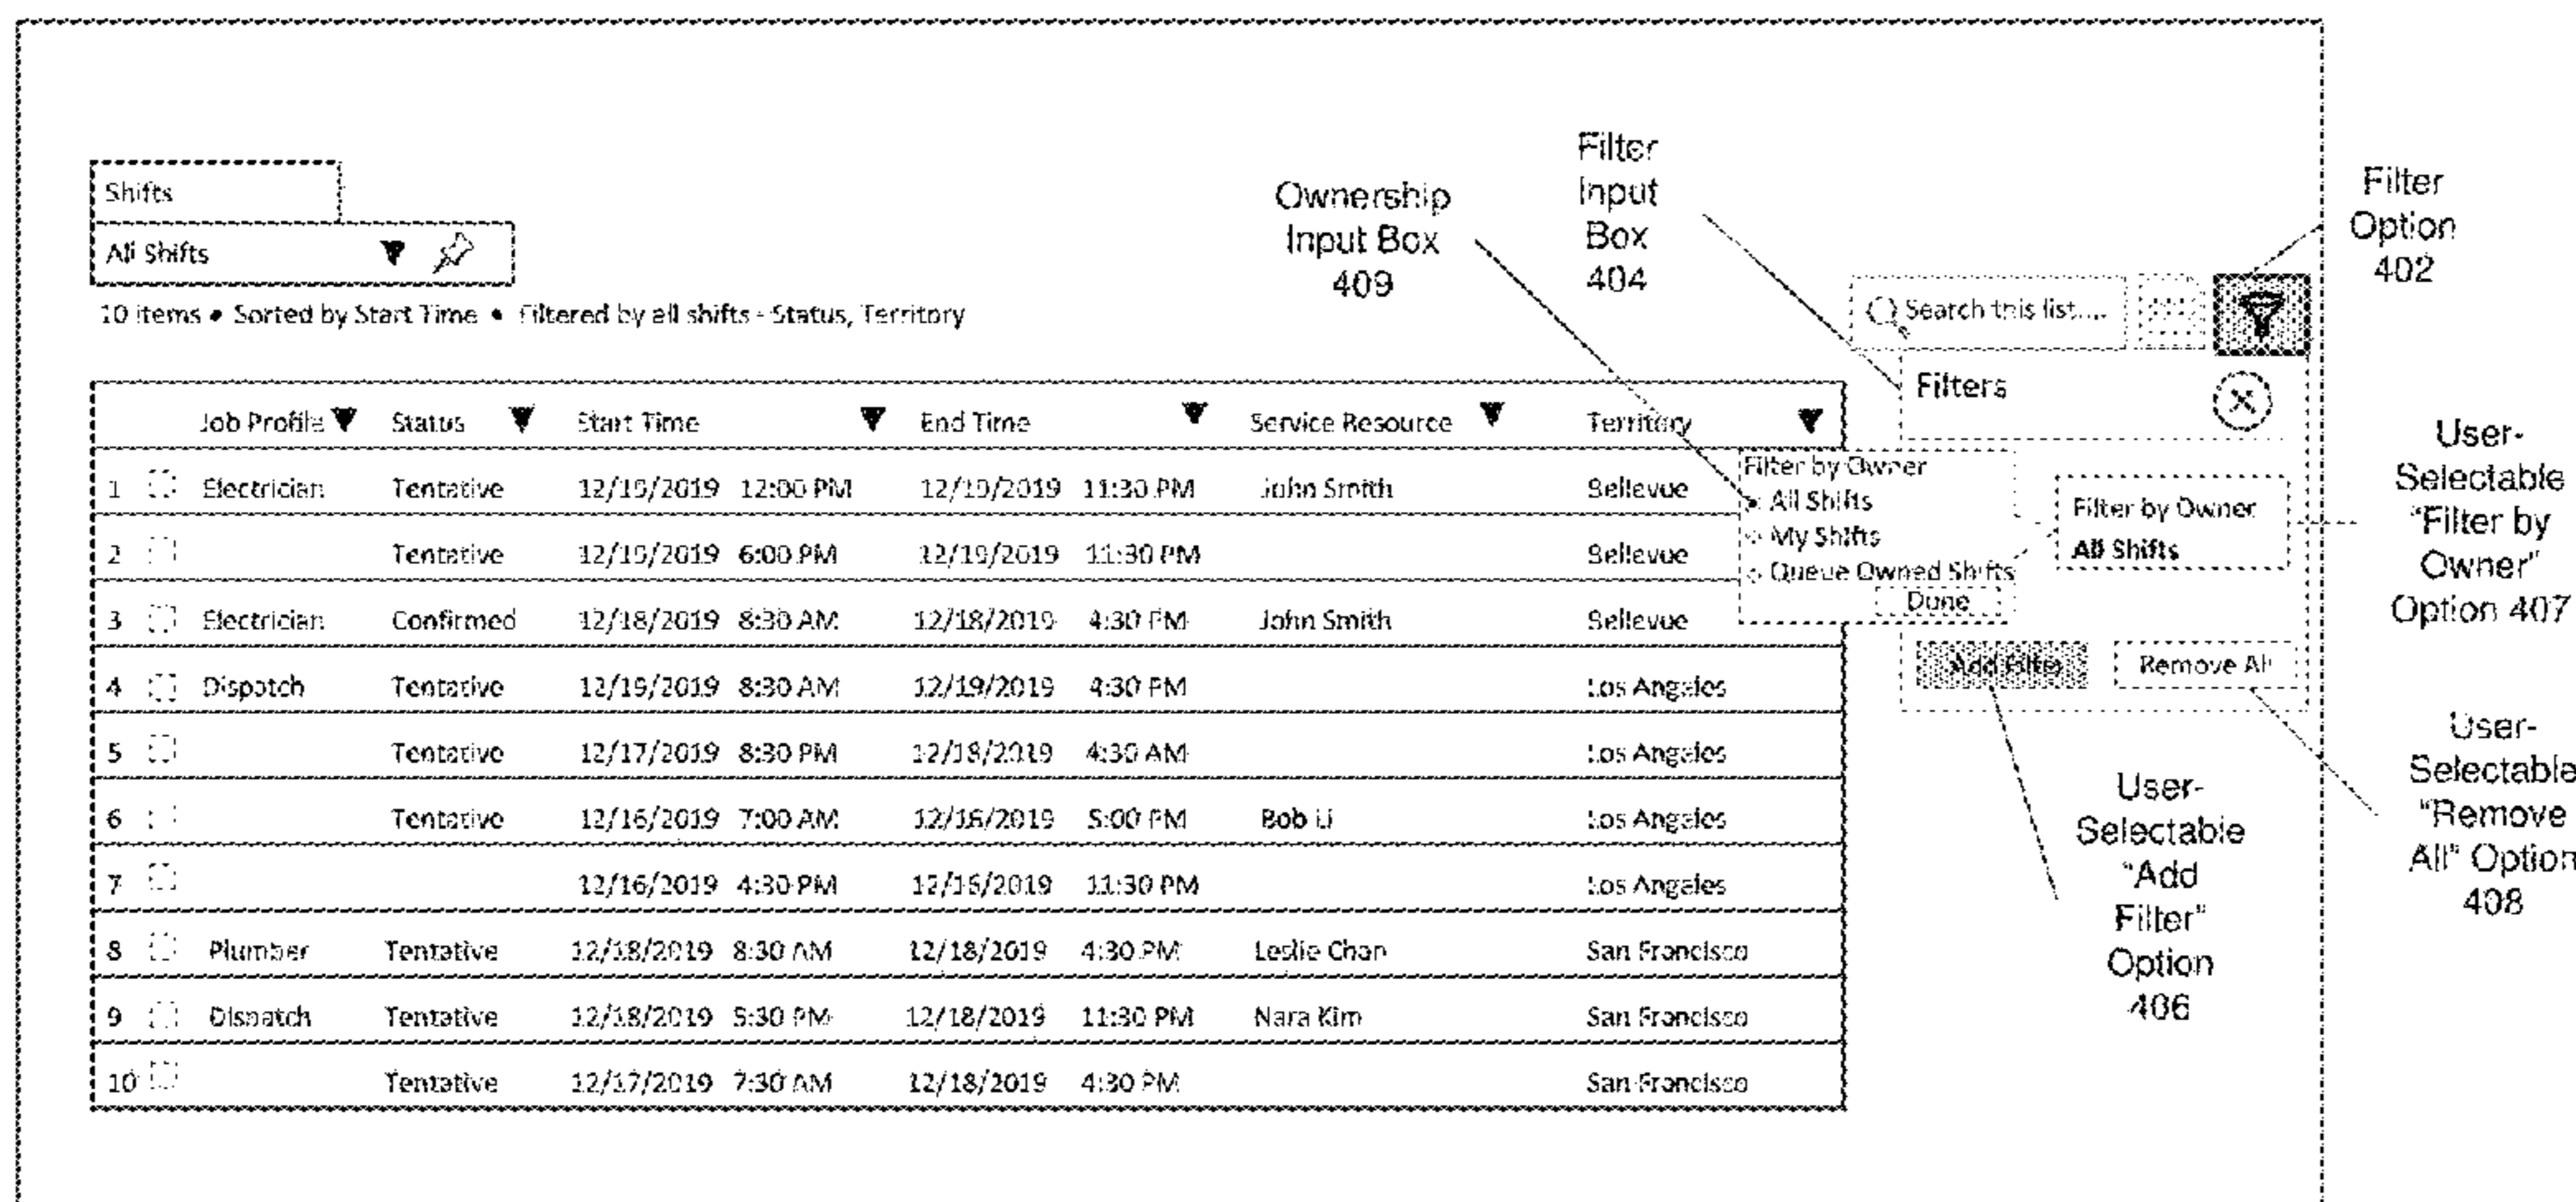 Shifts
All Shifts
10 items • Sorted by Start Time • Filtered by all shifts - Status, Territory
Ownership
Input Box
409
Filter
Input
Box
404
Filter
Option
402
Search this list....
Filters
Job Profile Status Start Time End Time Service Resource Territory
1 Electrician Tentative 12/19/2019 12:00 PM 12/19/2019 11:30 PM John Smith Bellevue
2 Tentative 12/19/2019 6:00 PM 12/19/2019 11:30 PM Bellevue
3 Electrician Confirmed 12/18/2019 8:30 AM 12/18/2019 4:30 PM John Smith Bellevue
4 Dispatch Tentative 12/19/2019 8:30 AM 12/19/2019 4:30 PM Los Angeles
5 Tentative 12/17/2019 8:30 PM 12/18/2019 4:30 AM Los Angeles
6 Tentative 12/16/2019 7:00 AM 12/16/2019 5:00 PM Bob Li Los Angeles
7 12/16/2019 4:30 PM 12/16/2019 11:30 PM Los Angeles
8 Plumber Tentative 12/18/2019 8:30 AM 12/18/2019 4:30 PM Leslie Chan San Francisco
9 Dispatch Tentative 12/18/2019 5:30 PM 12/18/2019 11:30 PM Nara Kim San Francisco
10 Tentative 12/17/2019 7:30 AM 12/18/2019 4:30 PM San Francisco
Filter by Owner
All Shifts
My Shifts
Queue Owned Shifts
Done
Filter by Owner
All Shifts
Add Filter
Remove All
User-
Selectable
"Filter by
Owner"
Option 407
User-
Selectable
"Add
Filter"
Option
406
User-
Selectable
"Remove
All" Option
408